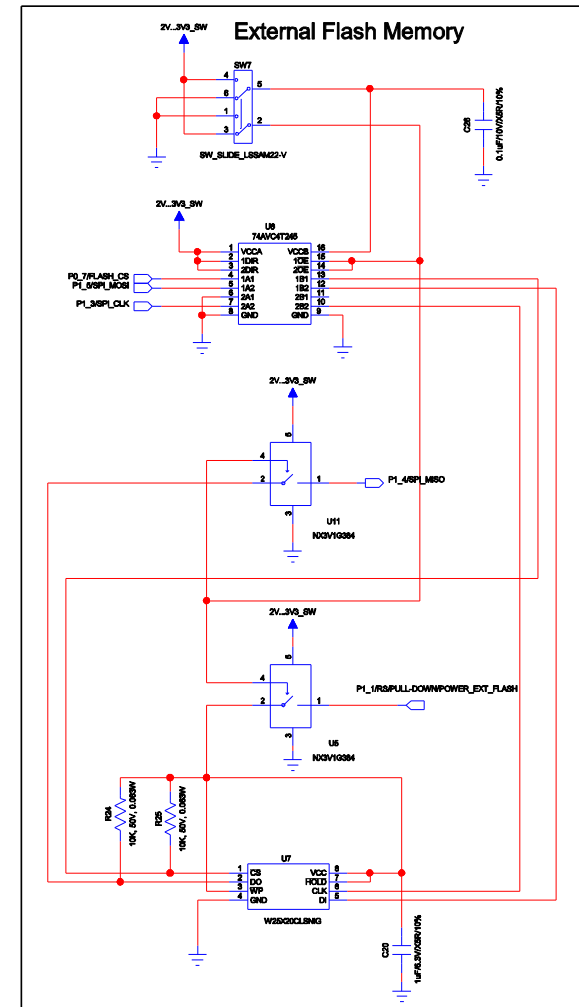 External Flash Memory
2V...3V3_SW
SW7
4
6
1
3
5
2
SW_SLIDE_LSSAM22-V
C26
0.1uF/10V/X5R/10%
2V...3V3_SW
U6
74AVC4T245
1 VCCA VCCB 16
2 1DIR 1OE 15
3 2DIR 2OE 14
P0_7/FLASH_CS 4 1A1 1B1 13
P1_5/SPI_MOSI 5 1A2 1B2 12
6 2A1 2B1 11
P1_3/SPI_CLK 7 2A2 2B2 10
8 GND GND 9
2V...3V3_SW
5
4
2 1 P1_4/SPI_MISO
3
U11
NX3V1G384
2V...3V3_SW
5
4
2 1 P1_1/RS/PULL-DOWN/POWER_EXT_FLASH
3
U5
NX3V1G384
R24
10K, 50V, 0.063W
R25
10K, 50V, 0.063W
U7
1 CS VCC 8
2 DO HOLD 7
3 WP CLK 6
4 GND DI 5
W25X20CLSNIG
C20
1uF/6.3V/X5R/10%